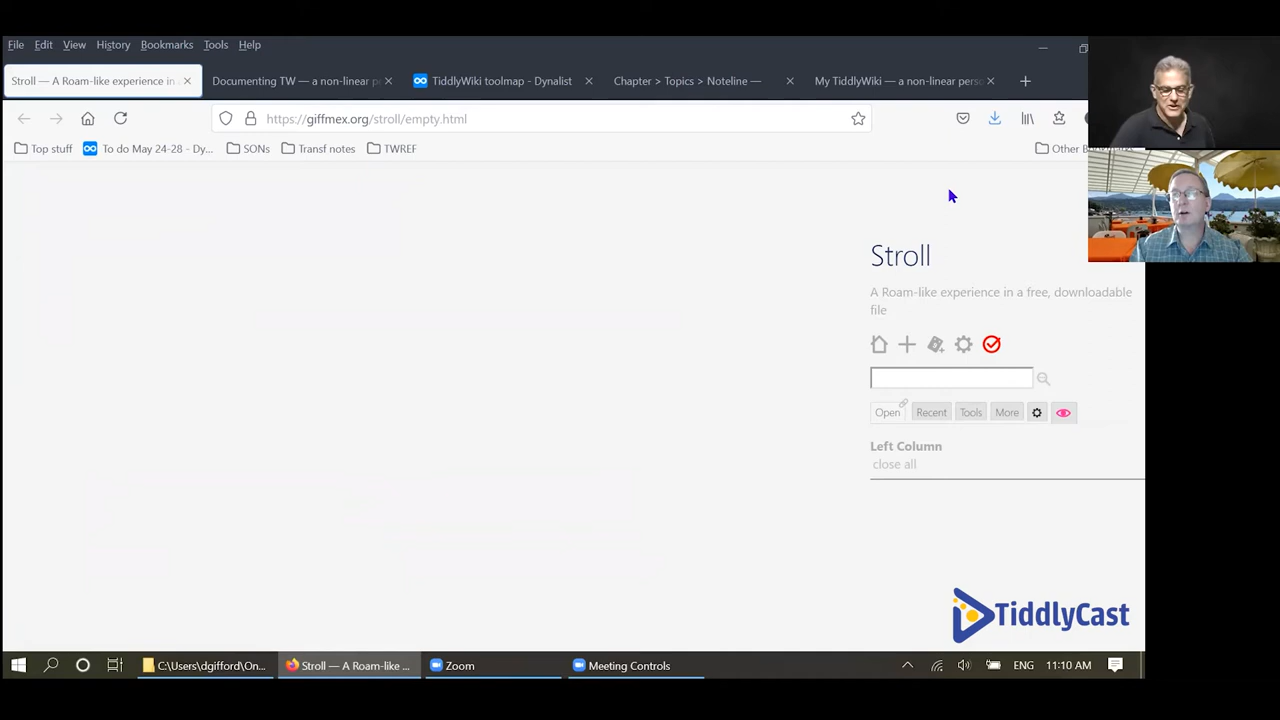 File Edit View History Bookmarks Tools Help
Stroll — A Roam-like experience in a
Documenting TW — a non-linear pe
TiddlyWiki toolmap - Dynalist
Chapter > Topics > Noteline —
My TiddlyWiki — a non-linear perso
https://giffmex.org/stroll/empty.html
Top stuff
To do May 24-28 - Dy...
SONs
Transf notes
TWREF
Other Bookmarks
Stroll
A Roam-like experience in a free, downloadable
file
Open Recent Tools More
Left Column
close all
TiddlyCast
C:\Users\dgifford\On...
Stroll — A Roam-like ...
Zoom
Meeting Controls
ENG
11:10 AM